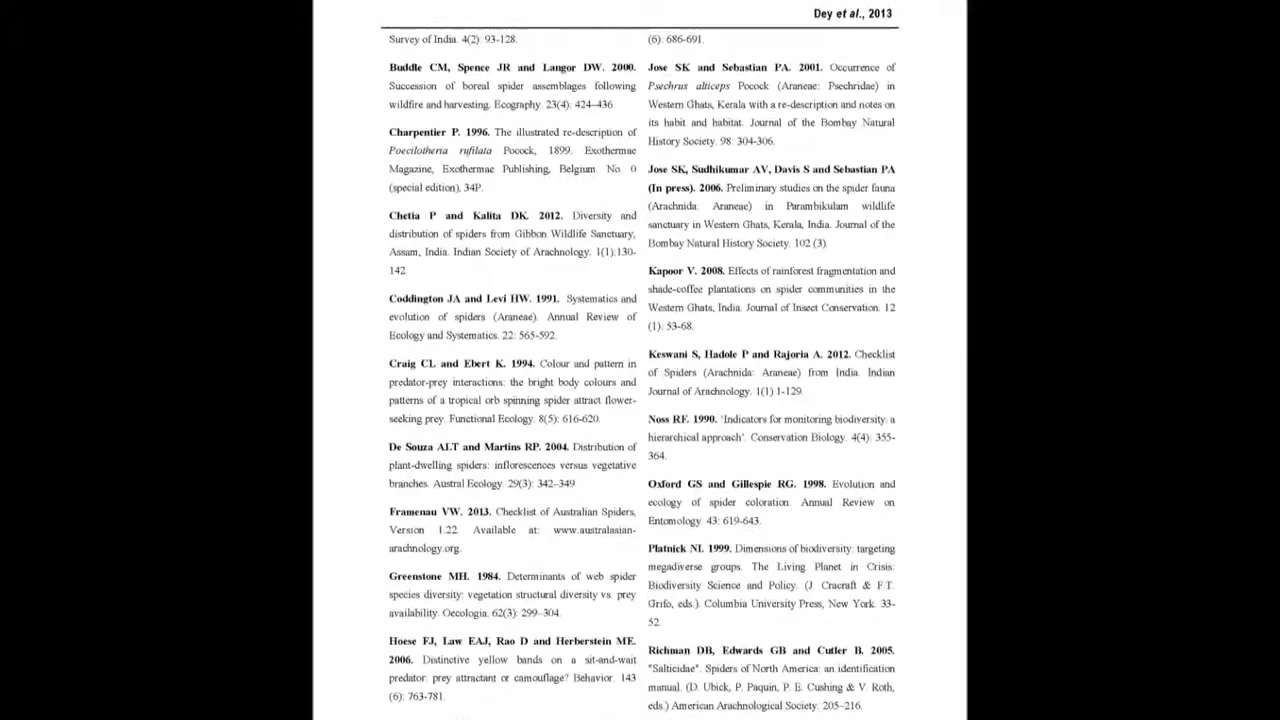 Dey et al., 2013
Survey of India. 4(2): 93-128.
Buddle CM, Spence JR and Langor DW. 2000.
Succession of boreal spider assemblages following
wildfire and harvesting. Ecography. 23(4): 424–436
Charpentier P. 1996. The illustrated re-description of
Poecilotheria rufilata Pocock, 1899. Exothermae
Magazine, Exothermae Publishing, Belgium. No. 0
(special edition), 34P.
Chetia P and Kalita DK. 2012. Diversity and
distribution of spiders from Gibbon Wildlife Sanctuary,
Assam, India. Indian Society of Arachnology. 1(1):130-
142.
Coddington JA and Levi HW. 1991. Systematics and
evolution of spiders (Araneae). Annual Review of
Ecology and Systematics. 22: 565-592.
Craig CL and Ebert K. 1994. Colour and pattern in
predator-prey interactions: the bright body colours and
patterns of a tropical orb spinning spider attract flower-
seeking prey. Functional Ecology. 8(5): 616-620.
De Souza ALT and Martins RP. 2004. Distribution of
plant-dwelling spiders: inflorescences versus vegetative
branches. Austral Ecology. 29(3): 342–349
Framenau VW. 2013. Checklist of Australian Spiders,
Version 1.22. Available at: www.australasian-
arachnology.org.
Greenstone MH. 1984. Determinants of web spider
species diversity: vegetation structural diversity vs. prey
availability. Oecologia. 62(3): 299–304.
Hoese FJ, Law EAJ, Rao D and Herberstein ME.
2006. Distinctive yellow bands on a sit-and-wait
predator: prey attractant or camouflage? Behavior. 143
(6): 763-781.
(6): 686-691.
Jose SK and Sebastian PA. 2001. Occurrence of
Psechrus alticeps Pocock (Araneae: Psechridae) in
Western Ghats, Kerala with a re-description and notes on
its habit and habitat. Journal of the Bombay Natural
History Society. 98: 304-306.
Jose SK, Sudhikumar AV, Davis S and Sebastian PA
(In press). 2006. Preliminary studies on the spider fauna
(Arachnida: Araneae) in Parambikulam wildlife
sanctuary in Western Ghats, Kerala, India. Journal of the
Bombay Natural History Society. 102 (3).
Kapoor V. 2008. Effects of rainforest fragmentation and
shade-coffee plantations on spider communities in the
Western Ghats, India. Journal of Insect Conservation. 12
(1): 53-68.
Keswani S, Hadole P and Rajoria A. 2012. Checklist
of Spiders (Arachnida: Araneae) from India. Indian
Journal of Arachnology. 1(1) 1-129.
Noss RF. 1990. ‘Indicators for monitoring biodiversity: a
hierarchical approach’. Conservation Biology. 4(4): 355-
364.
Oxford GS and Gillespie RG. 1998. Evolution and
ecology of spider coloration. Annual Review on
Entomology. 43: 619-643.
Platnick NI. 1999. Dimensions of biodiversity: targeting
megadiverse groups. The Living Planet in Crisis:
Biodiversity Science and Policy. (J. Cracraft & F.T.
Grifo, eds.). Columbia University Press, New York. 33-
52.
Richman DB, Edwards GB and Cutler B. 2005.
"Salticidae". Spiders of North America: an identification
manual. (D. Ubick, P. Paquin, P. E. Cushing & V. Roth,
eds.) American Arachnological Society. 205–216.